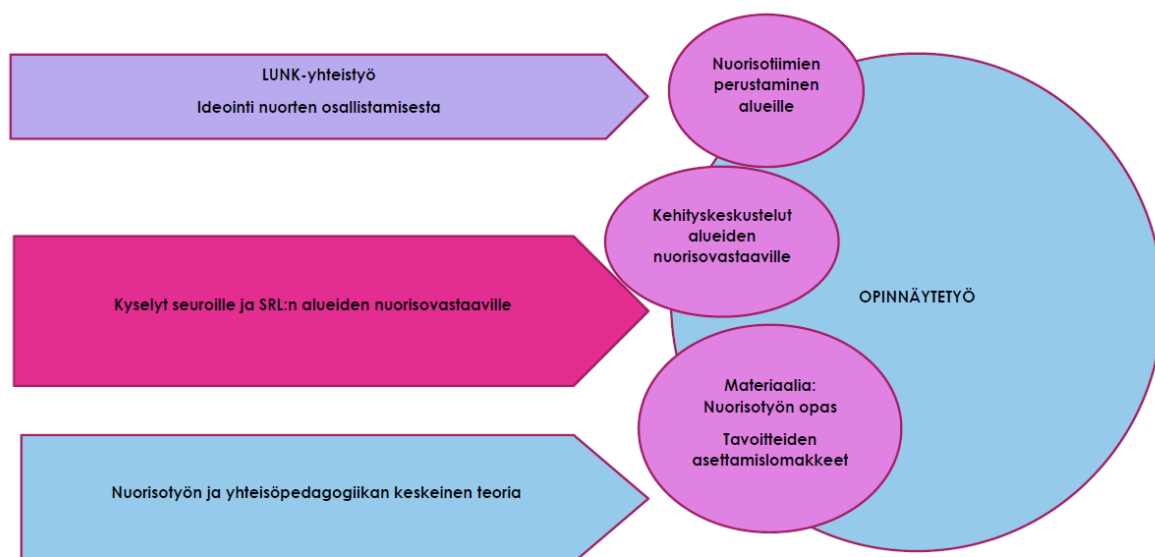 LUNK-yhteistyö
Ideointi nuorten osallistamisesta
Nuorisotiimien
perustaminen
alueille
Kyselyt seuroille ja SRL:n alueiden nuorisovastaaville
Kehityskeskustelut
alueiden
nuorisovastaaville
OPINNÄYTETYÖ
Nuorisotyön ja yhteisöpedagogiikan keskeinen teoria
Materiaalia:
Nuorisotyön opas
Tavoitteiden
asettamislomakkeet